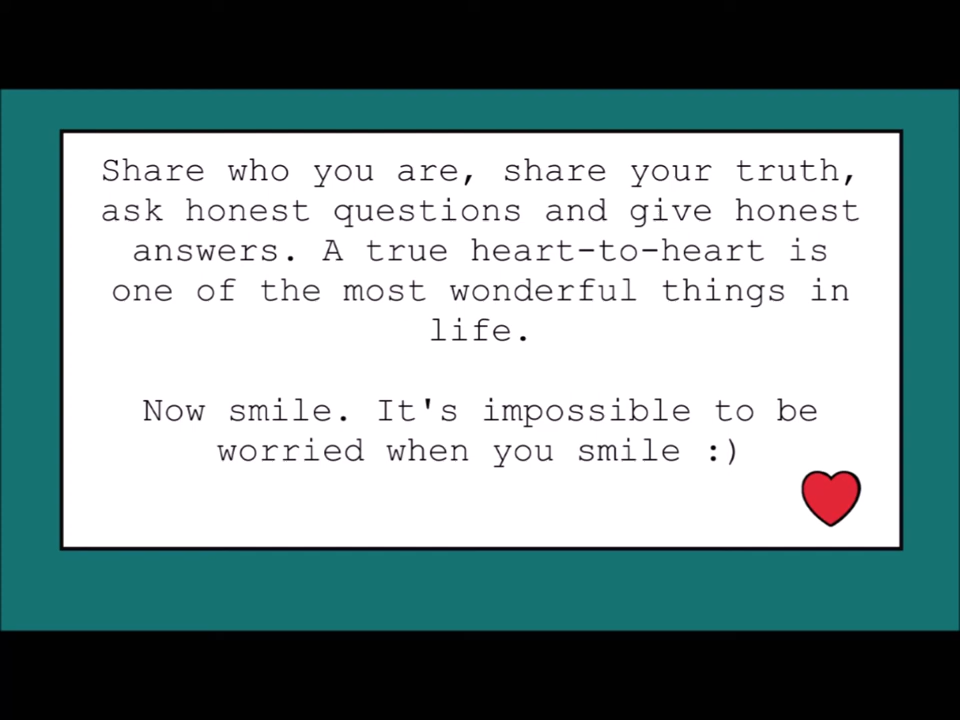 Share who you are, share your truth,
ask honest questions and give honest
answers. A true heart-to-heart is
one of the most wonderful things in
life.
Now smile. It's impossible to be
worried when you smile :)